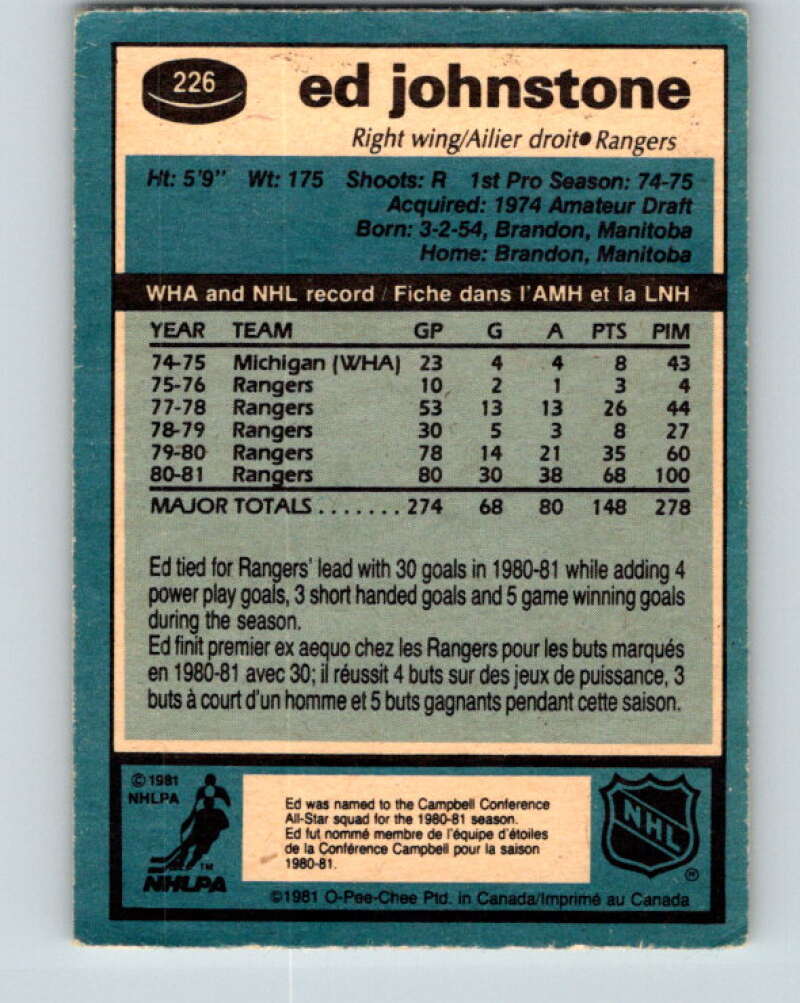 226
ed johnstone
Right wing/Ailier droit●Rangers
Ht: 5'9" Wt: 175 Shoots: R 1st Pro Season: 74-75
Acquired: 1974 Amateur Draft
Born: 3-2-54, Brandon, Manitoba
Home: Brandon, Manitoba
WHA and NHL record / Fiche dans l'AMH et la LNH
YEAR TEAM GP G A PTS PIM
74-75 Michigan (WHA) 23 4 4 8 43
75-76 Rangers 10 2 1 3 4
77-78 Rangers 53 13 13 26 44
78-79 Rangers 30 5 3 8 27
79-80 Rangers 78 14 21 35 60
80-81 Rangers 80 30 38 68 100
MAJOR TOTALS.......274 68 80 148 278
Ed tied for Rangers' lead with 30 goals in 1980-81 while adding 4
power play goals, 3 short handed goals and 5 game winning goals
during the season.
Ed finit premier ex aequo chez les Rangers pour les buts marqués
en 1980-81 avec 30; il réussit 4 buts sur des jeux de puissance, 3
buts à court d'un homme et 5 buts gagnants pendant cette saison.
© 1981
NHLPA
TM
NHLPA
Ed was named to the Campbell Conference
All-Star squad for the 1980-81 season.
Ed fut nommé membre de l'équipe d'étoiles
de la Conférence Campbell pour la saison
1980-81.
NHL
®
©1981 O-Pee-Chee Ptd. in Canada/Imprimé au Canada